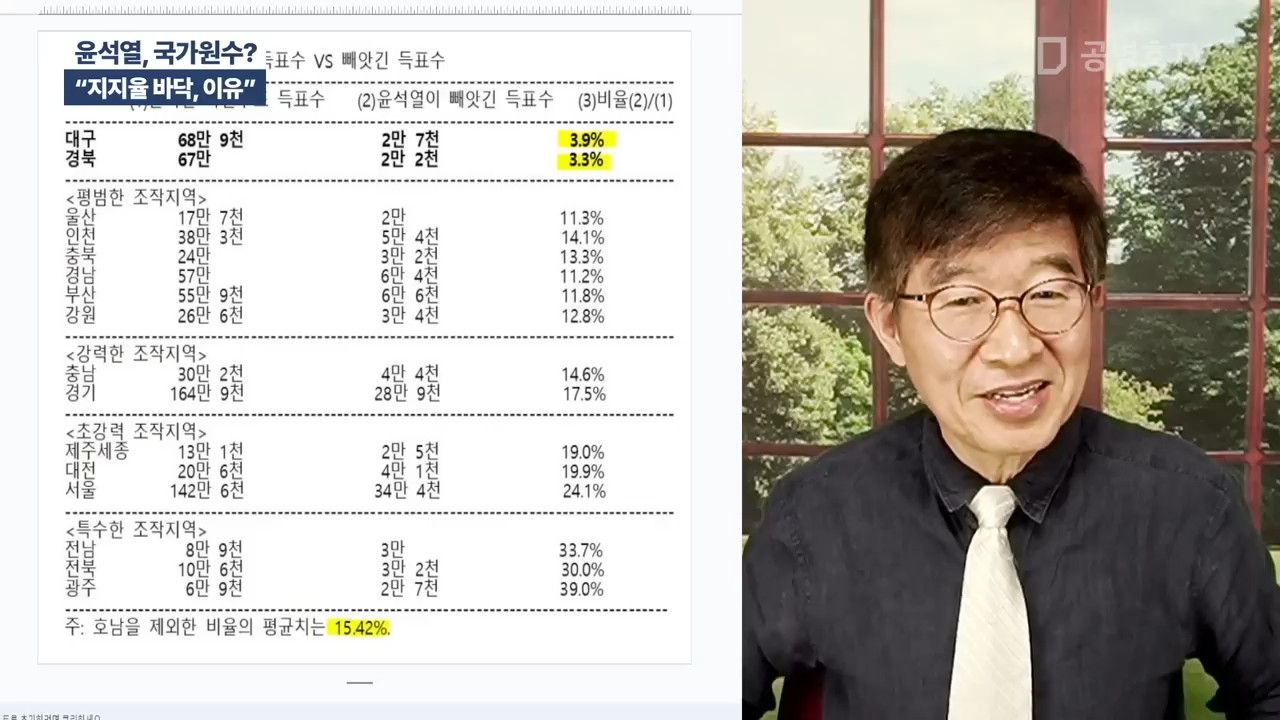 윤석열, 국가원수?
"지지율 바닥, 이유"
득표수 VS 빼앗긴 득표수
득표수 (2)윤석열이 빼앗긴 득표수 (3)비율(2)/(1)
대구 68만 9천 2만 7천 3.9%
경북 67만 2만 2천 3.3%
<평범한 조작지역>
울산 17만 7천 2만 11.3%
인천 38만 3천 5만 4천 14.1%
충북 24만 3만 2천 13.3%
경남 57만 6만 4천 11.2%
부산 55만 9천 6만 6천 11.8%
강원 26만 6천 3만 4천 12.8%
<강력한 조작지역>
충남 30만 2천 4만 4천 14.6%
경기 164만 9천 28만 9천 17.5%
<초강력 조작지역>
제주세종 13만 1천 2만 5천 19.0%
대전 20만 6천 4만 1천 19.9%
서울 142만 6천 34만 4천 24.1%
<특수한 조작지역>
전남 8만 9천 3만 33.7%
전북 10만 6천 3만 2천 30.0%
광주 6만 9천 2만 7천 39.0%
주: 호남을 제외한 비율의 평균치는 15.42%.